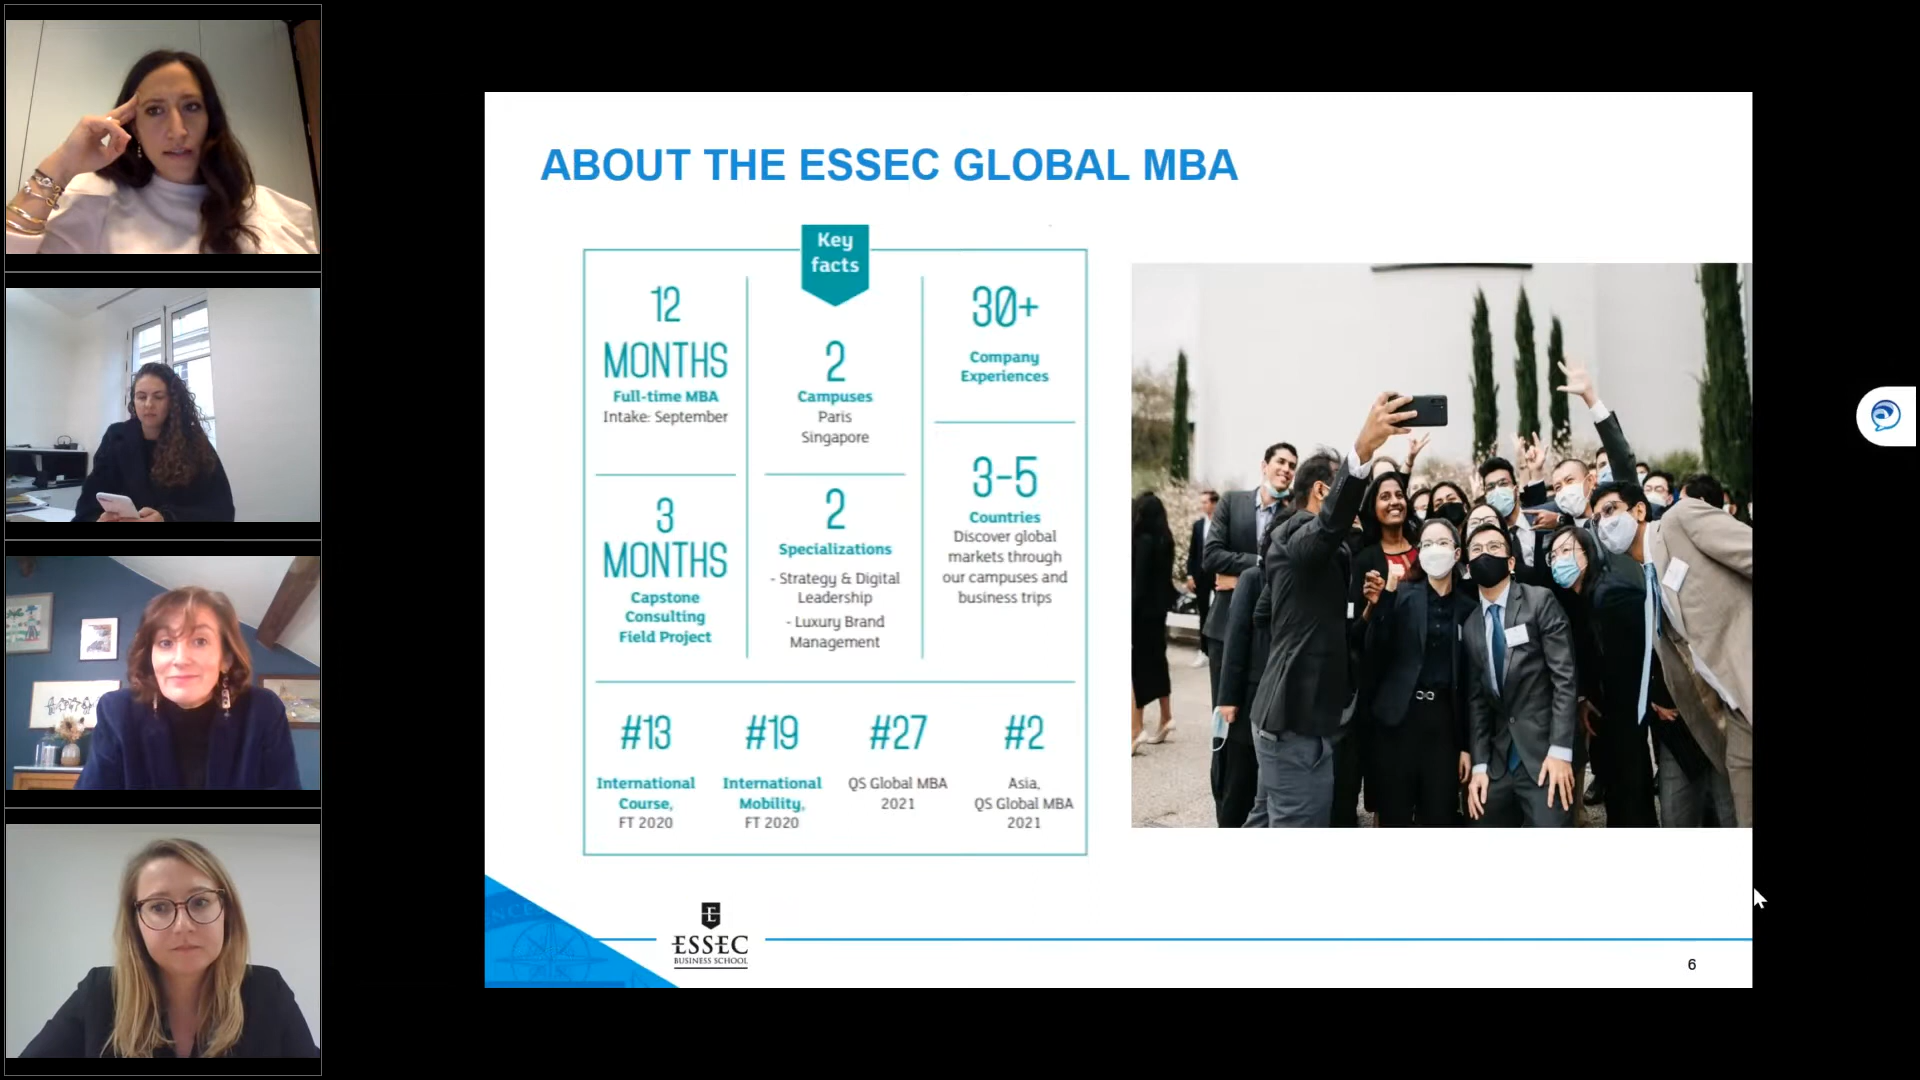 ABOUT THE ESSEC GLOBAL MBA
Key
facts
12
MONTHS
Full-time MBA
Intake: September
3
MONTHS
Capstone
Consulting
Field Project
2
Campuses
Paris
Singapore
2
Specializations
- Strategy & Digital
Leadership
- Luxury Brand
Management
30+
Company
Experiences
3-5
Countries
Discover global
markets through
our campuses and
business trips
#13
International
Course,
FT 2020
#19
International
Mobility,
FT 2020
#27
QS Global MBA
2021
#2
Asia,
QS Global MBA
2021
E
ESSEC
BUSINESS SCHOOL
6